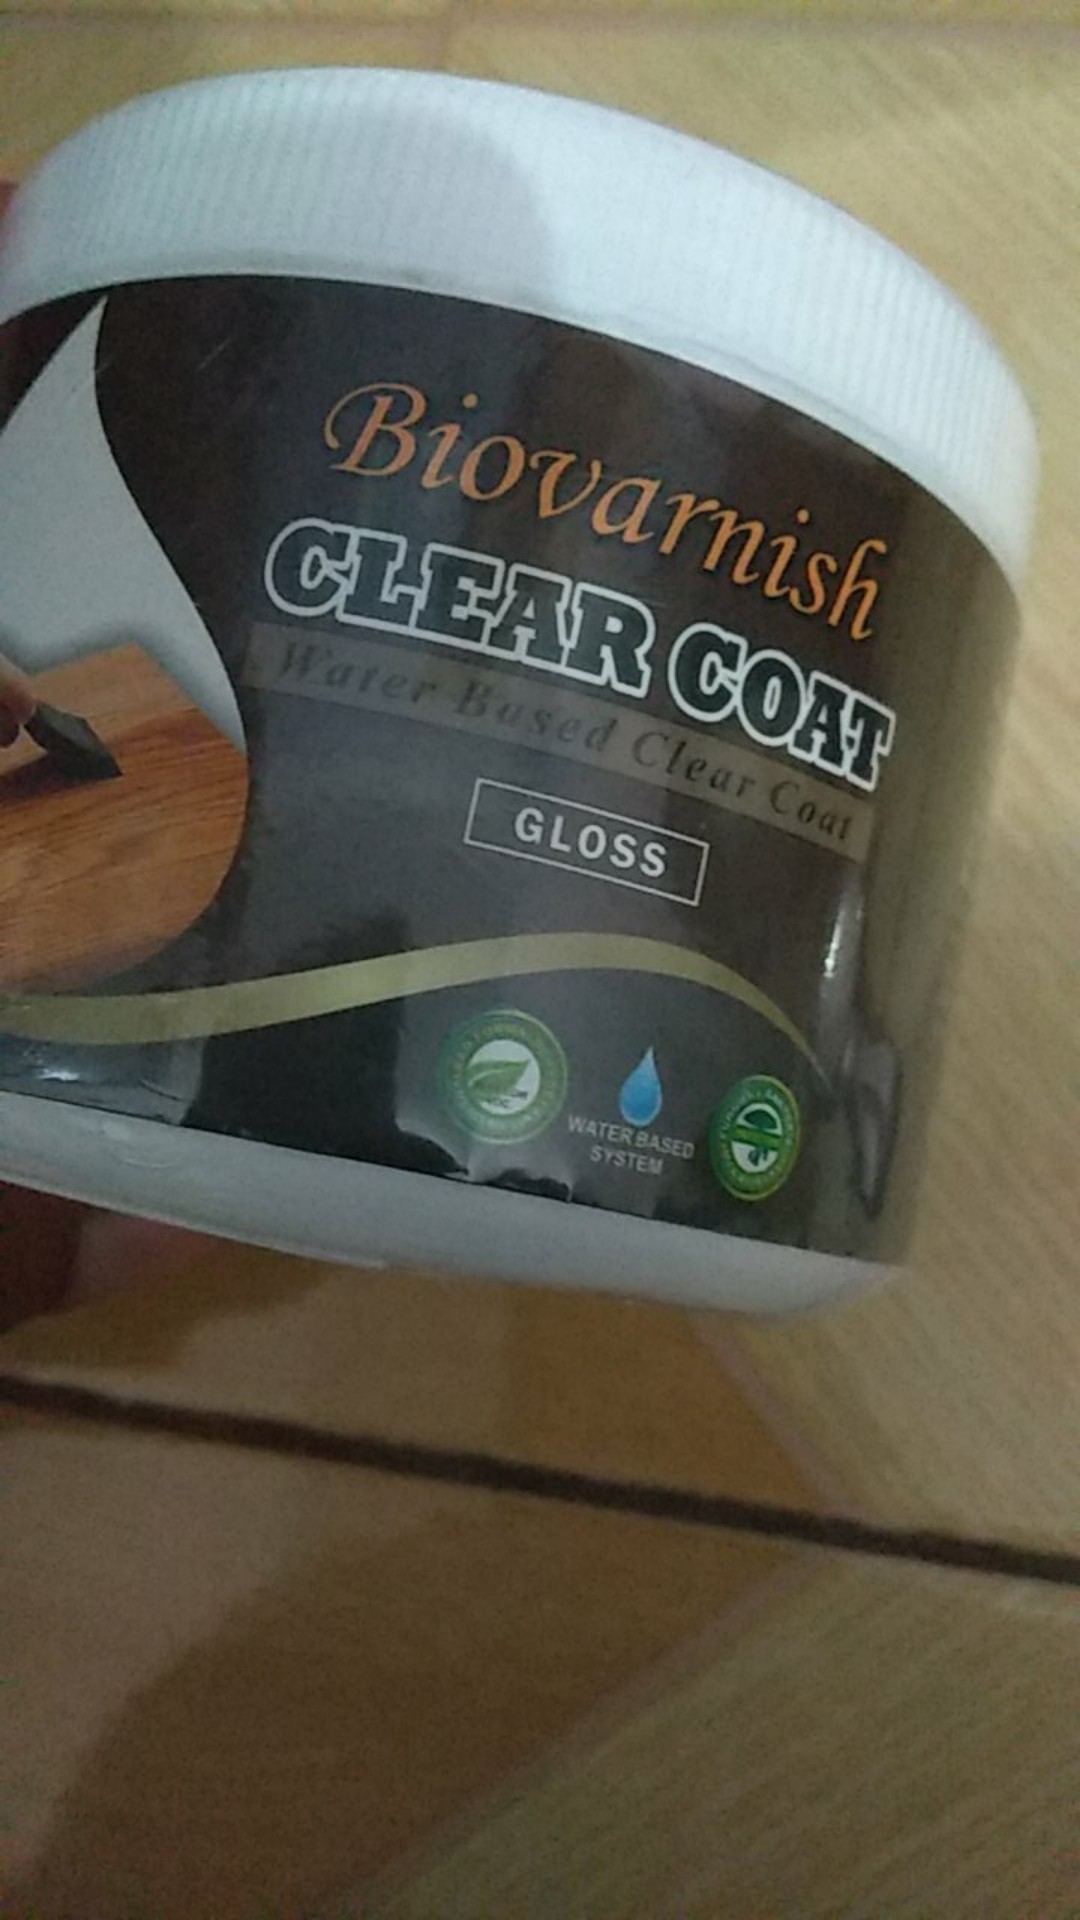 Biovarnish
CLEAR COAT
Water Based Clear Coat
GLOSS
WATER BASED
SYSTEM